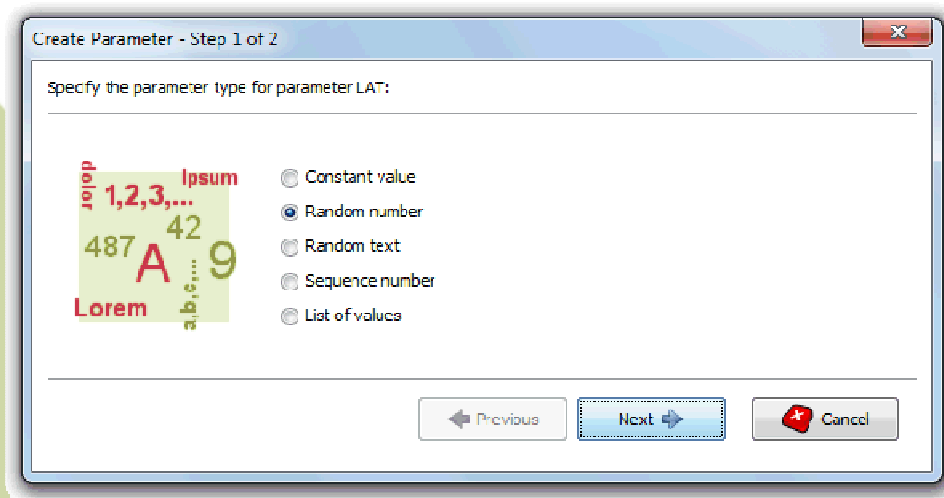 Create Parameter - Step 1 of 2
Specify the parameter type for parameter LAT:
dolor
1,2,3,...
Ipsum
487
A
42
9
Lorem
a,b,c,...
Constant value
Random number
Random text
Sequence number
List of values
Previous
Next
Cancel